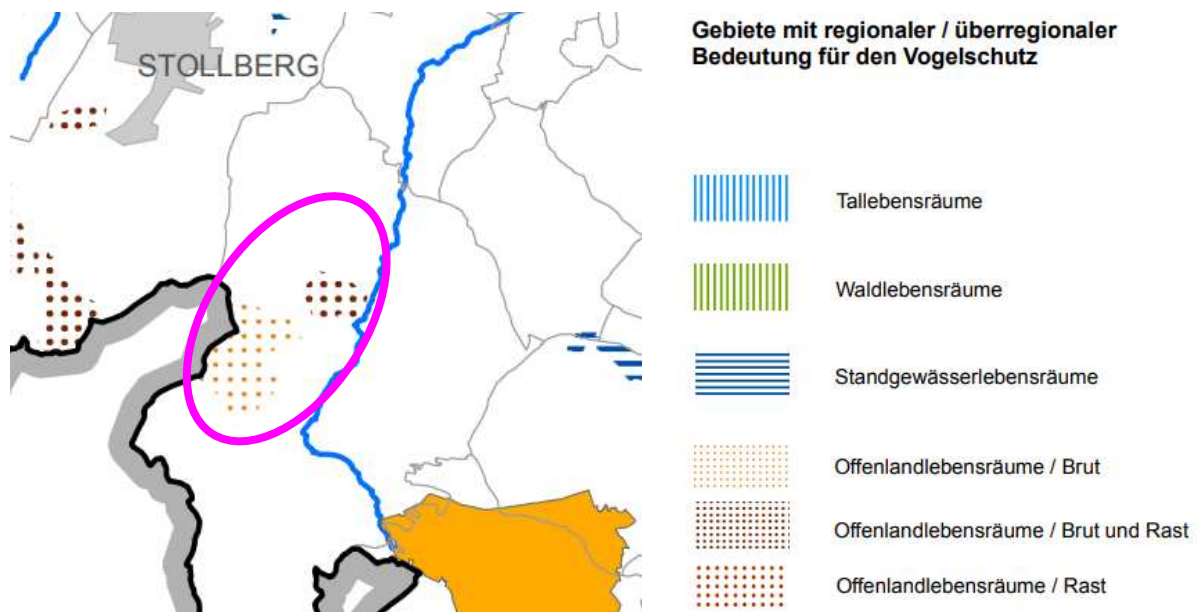 STOLLBERG
Gebiete mit regionaler / überregionaler
Bedeutung für den Vogelschutz
Tallebensräume
Waldlebensräume
Standgewässerlebensräume
Offenlandlebensräume / Brut
Offenlandlebensräume / Brut und Rast
Offenlandlebensräume / Rast